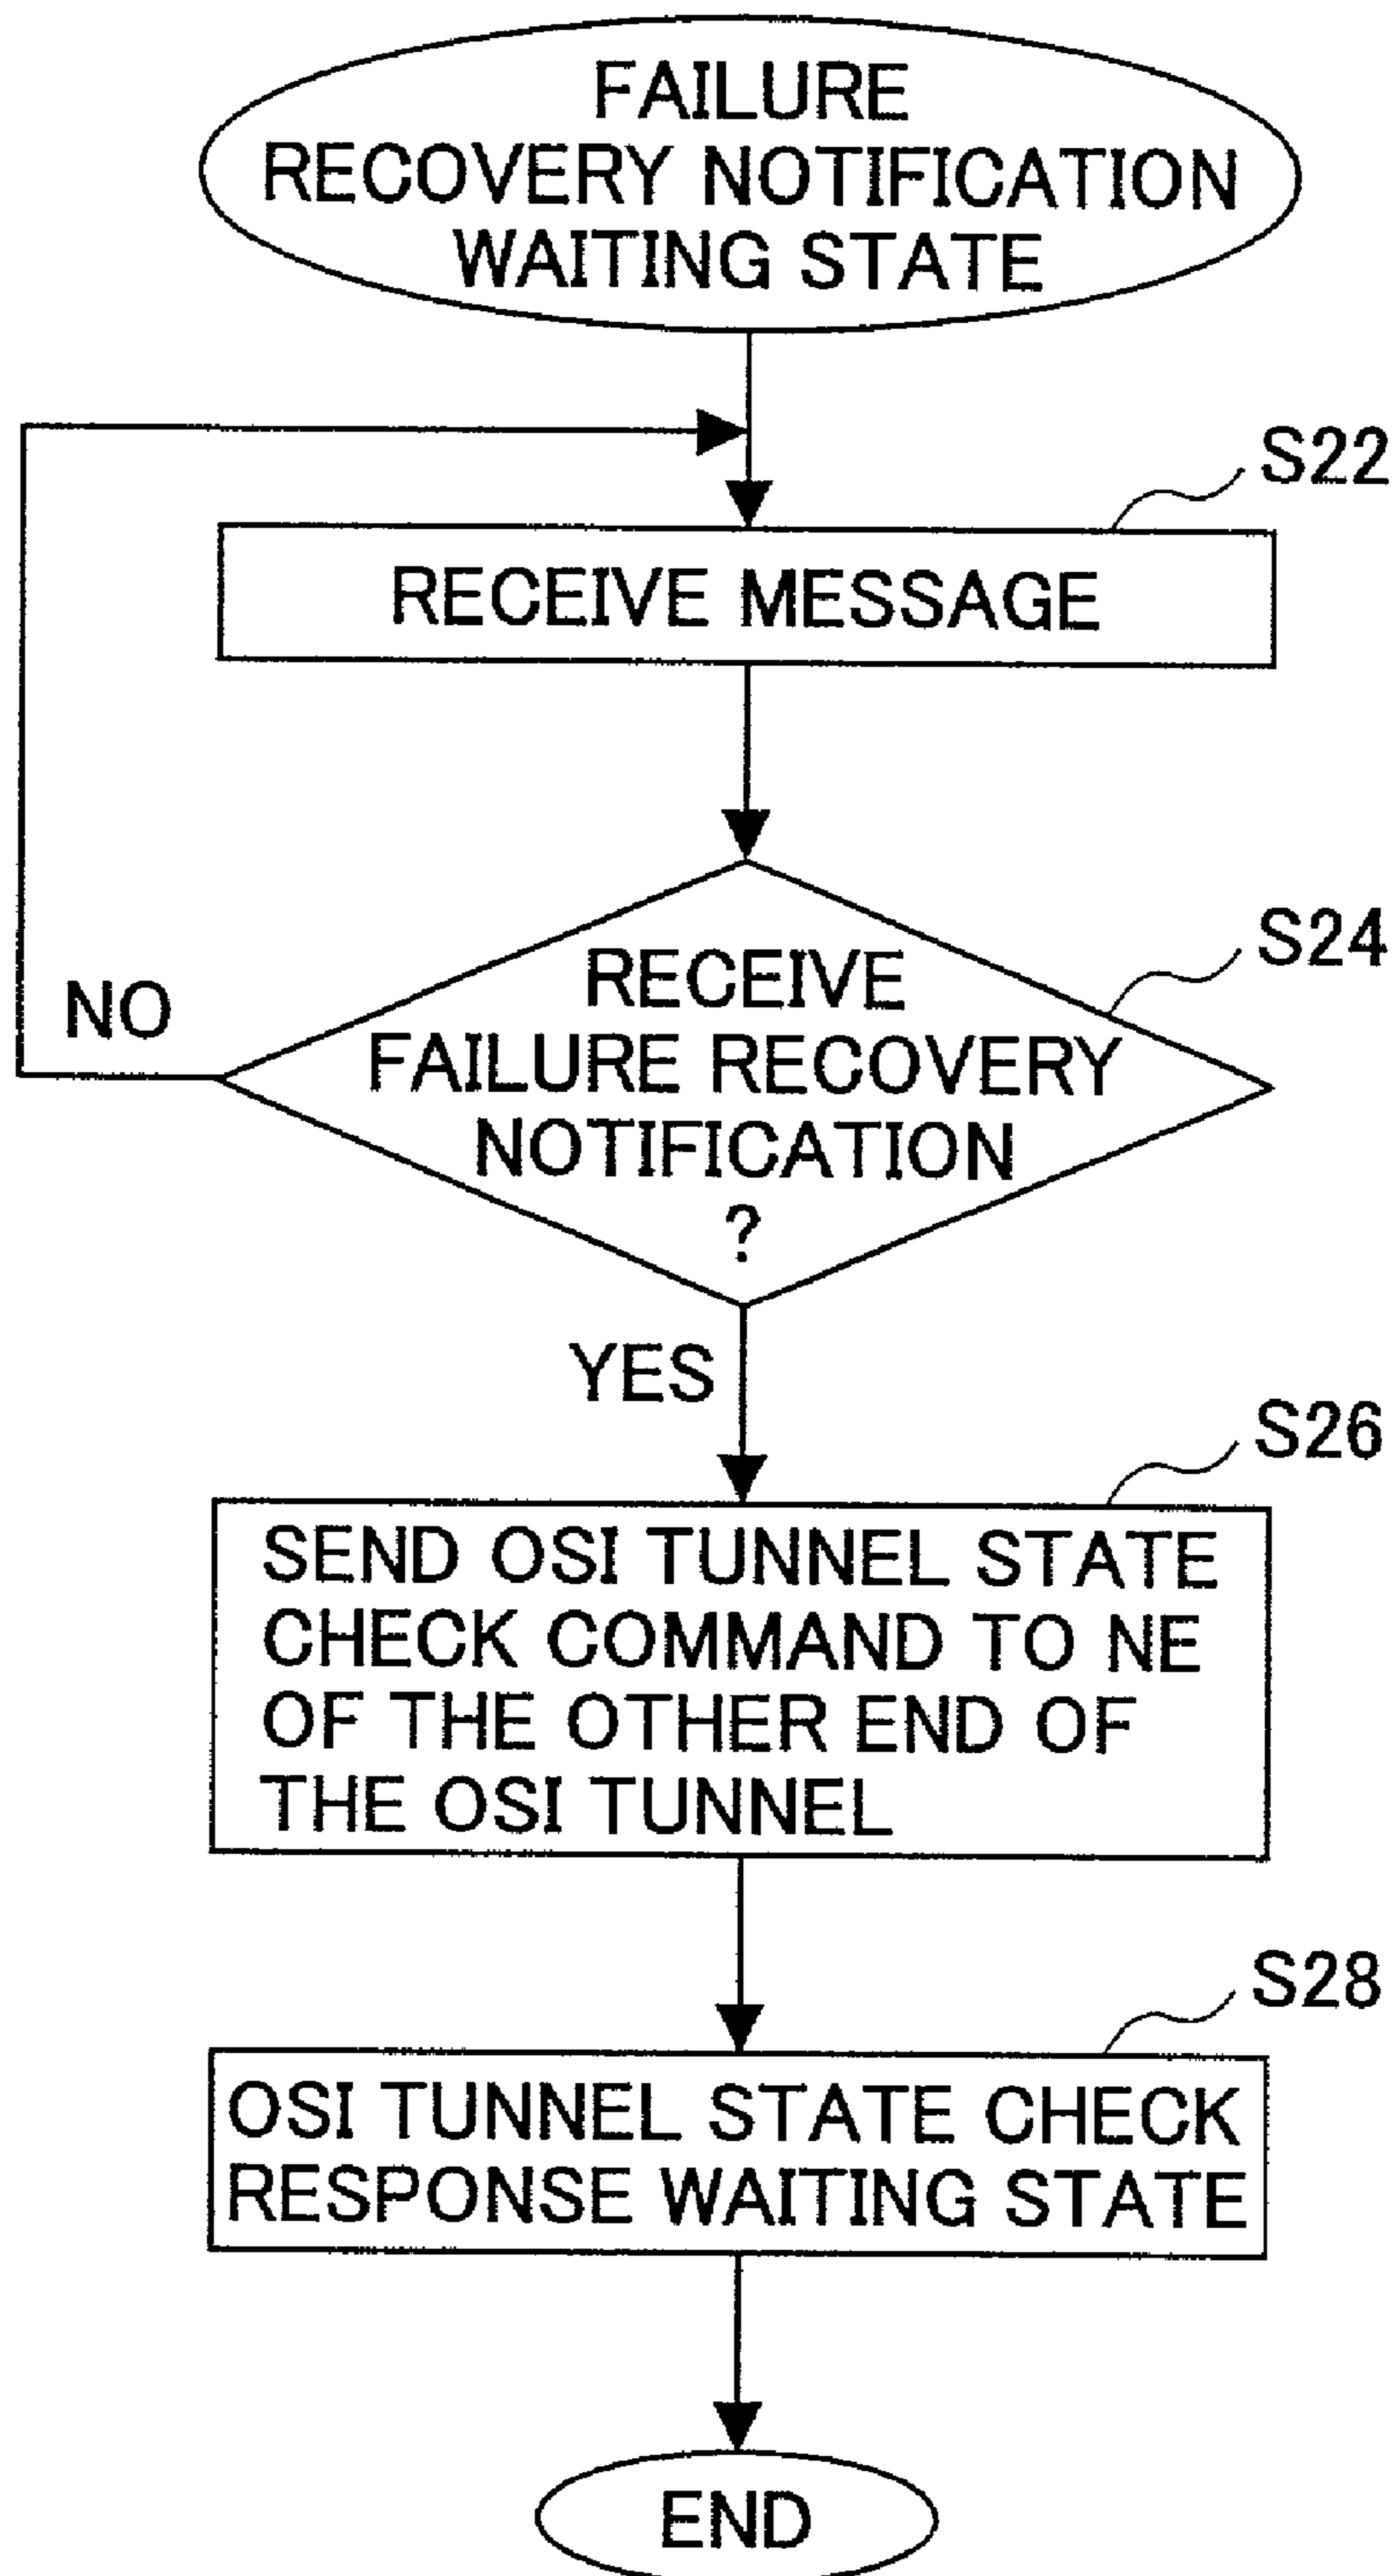 FAILURE
RECOVERY NOTIFICATION
WAITING STATE
S22
RECEIVE MESSAGE
S24
RECEIVE
FAILURE RECOVERY
NOTIFICATION
?
NO
YES
S26
SEND OSI TUNNEL STATE
CHECK COMMAND TO NE
OF THE OTHER END OF
THE OSI TUNNEL
S28
OSI TUNNEL STATE CHECK
RESPONSE WAITING STATE
END